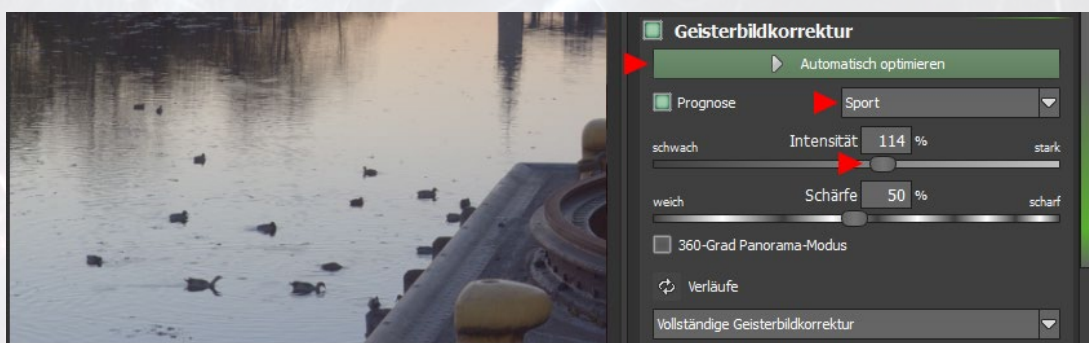 Geisterbildkorrektur
Automatisch optimieren
Prognose Sport
Intensität 114 %
schwach stark
Schärfe 50 %
weich scharf
360-Grad Panorama-Modus
Verläufe
Vollständige Geisterbildkorrektur